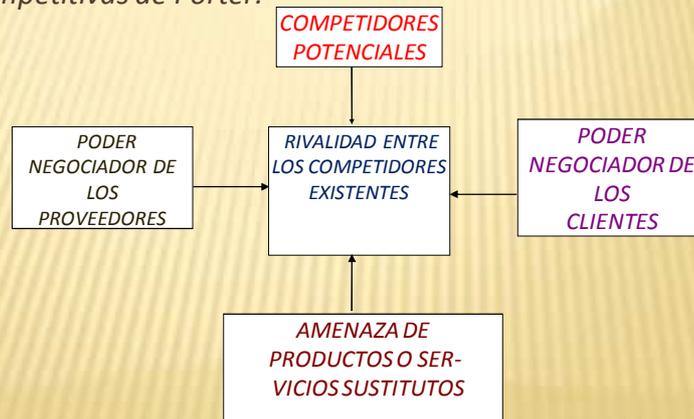 de Porter.
COMPETIDORES
POTENCIALES
PODER
NEGOCIADOR DE
LOS
PROVEEDORES
RIVALIDAD ENTRE
LOS COMPETIDORES
EXISTENTES
PODER
NEGOCIADOR DE
LOS
CLIENTES
AMENAZA DE
PRODUCTOS O SER-
VICIOS SUSTITUTOS